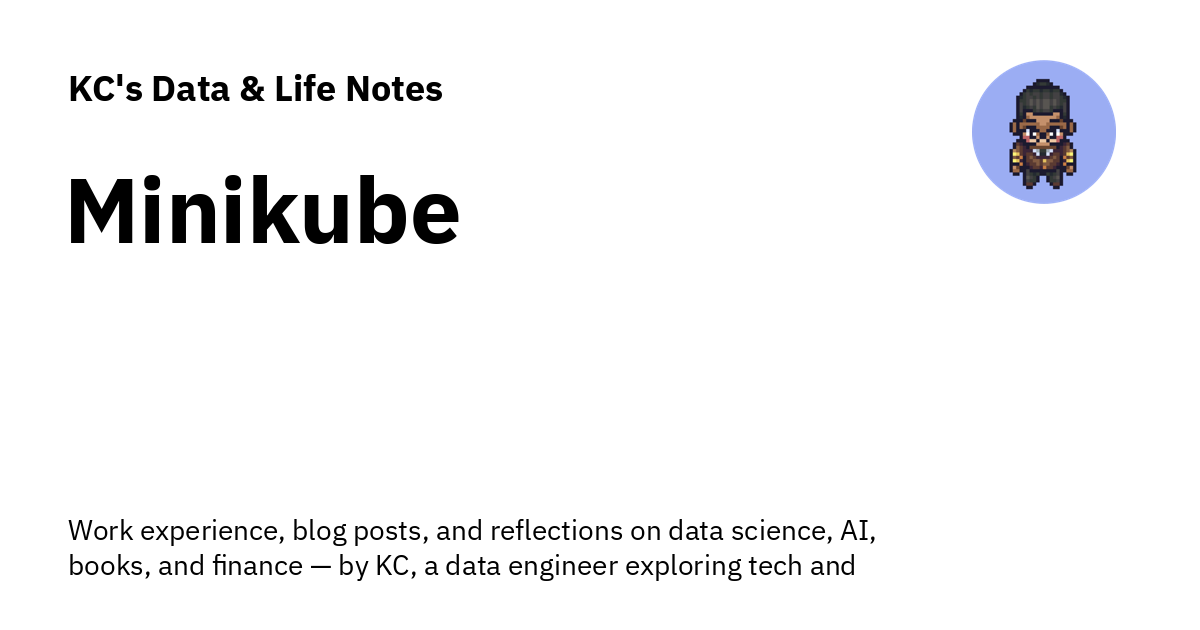 KC's Data & Life Notes
Minikube
Work experience, blog posts, and reflections on data science, AI,
books, and finance — by KC, a data engineer exploring tech and